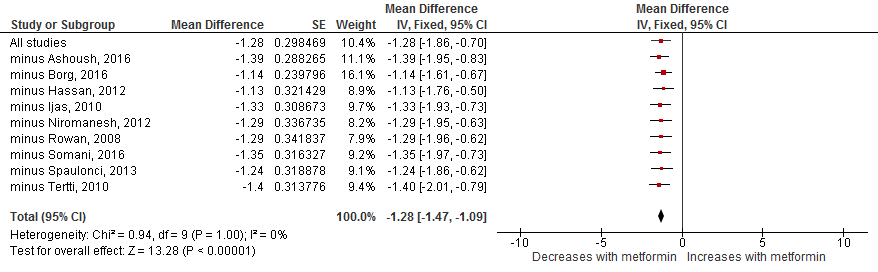 Mean Difference Mean Difference
Study or Subgroup Mean Difference SE Weight IV, Fixed, 95% CI IV, Fixed, 95% CI
All studies -1.28 0.298469 10.4% -1.28 [-1.86, -0.70]
minus Ashoush, 2016 -1.39 0.288265 11.1% -1.39 [-1.95, -0.83]
minus Borg, 2016 -1.14 0.239796 16.1% -1.14 [-1.61, -0.67]
minus Hassan, 2012 -1.13 0.321429 8.9% -1.13 [-1.76, -0.50]
minus Ijas, 2010 -1.33 0.308673 9.7% -1.33 [-1.93, -0.73]
minus Niromanesh, 2012 -1.29 0.336735 8.2% -1.29 [-1.95, -0.63]
minus Rowan, 2008 -1.29 0.341837 7.9% -1.29 [-1.96, -0.62]
minus Somani, 2016 -1.35 0.316327 9.2% -1.35 [-1.97, -0.73]
minus Spaulonci, 2013 -1.24 0.318878 9.1% -1.24 [-1.86, -0.62]
minus Tertti, 2010 -1.4 0.313776 9.4% -1.40 [-2.01, -0.79]
Total (95% CI) 100.0% -1.28 [-1.47, -1.09]
Heterogeneity: Chi² = 0.94, df = 9 (P = 1.00); I² = 0%
Test for overall effect: Z = 13.28 (P < 0.00001)
-10 -5 0 5 10
Decreases with metformin Increases with metformin